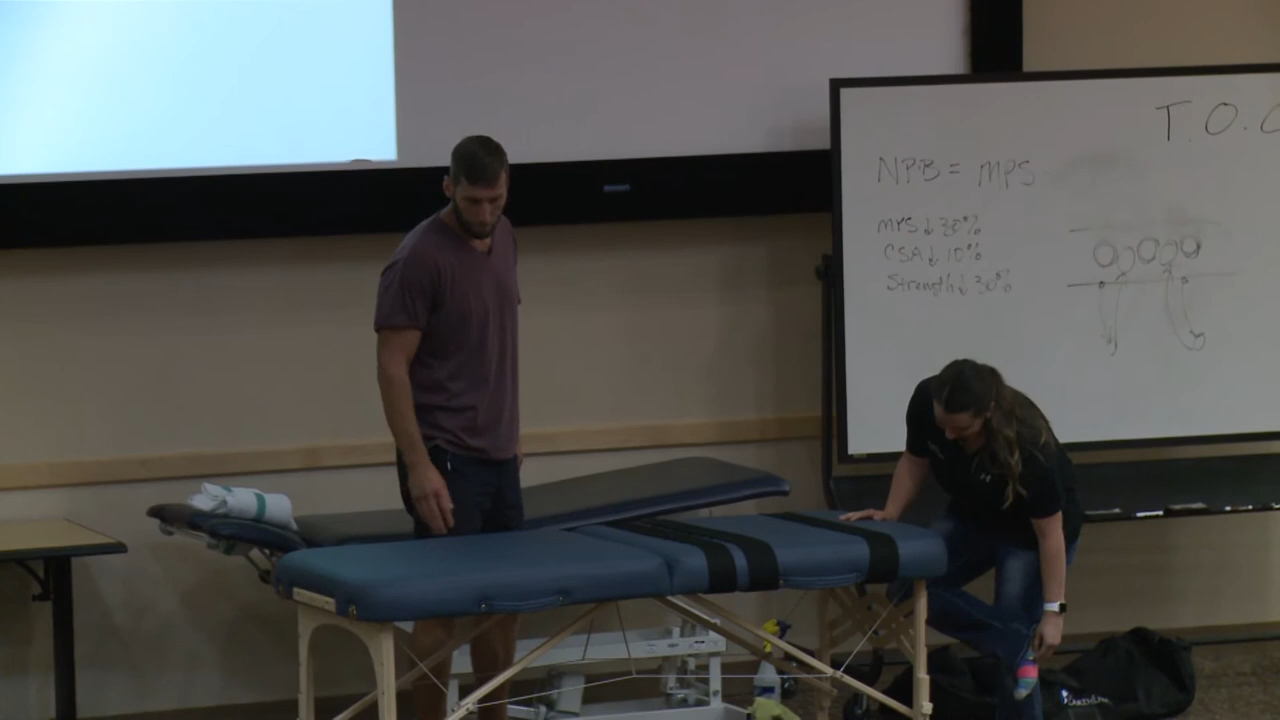 T.O.C
NPB = MPS
MPS ↓ 30%
CSA ↓ 10%
Strength ↓ 30%